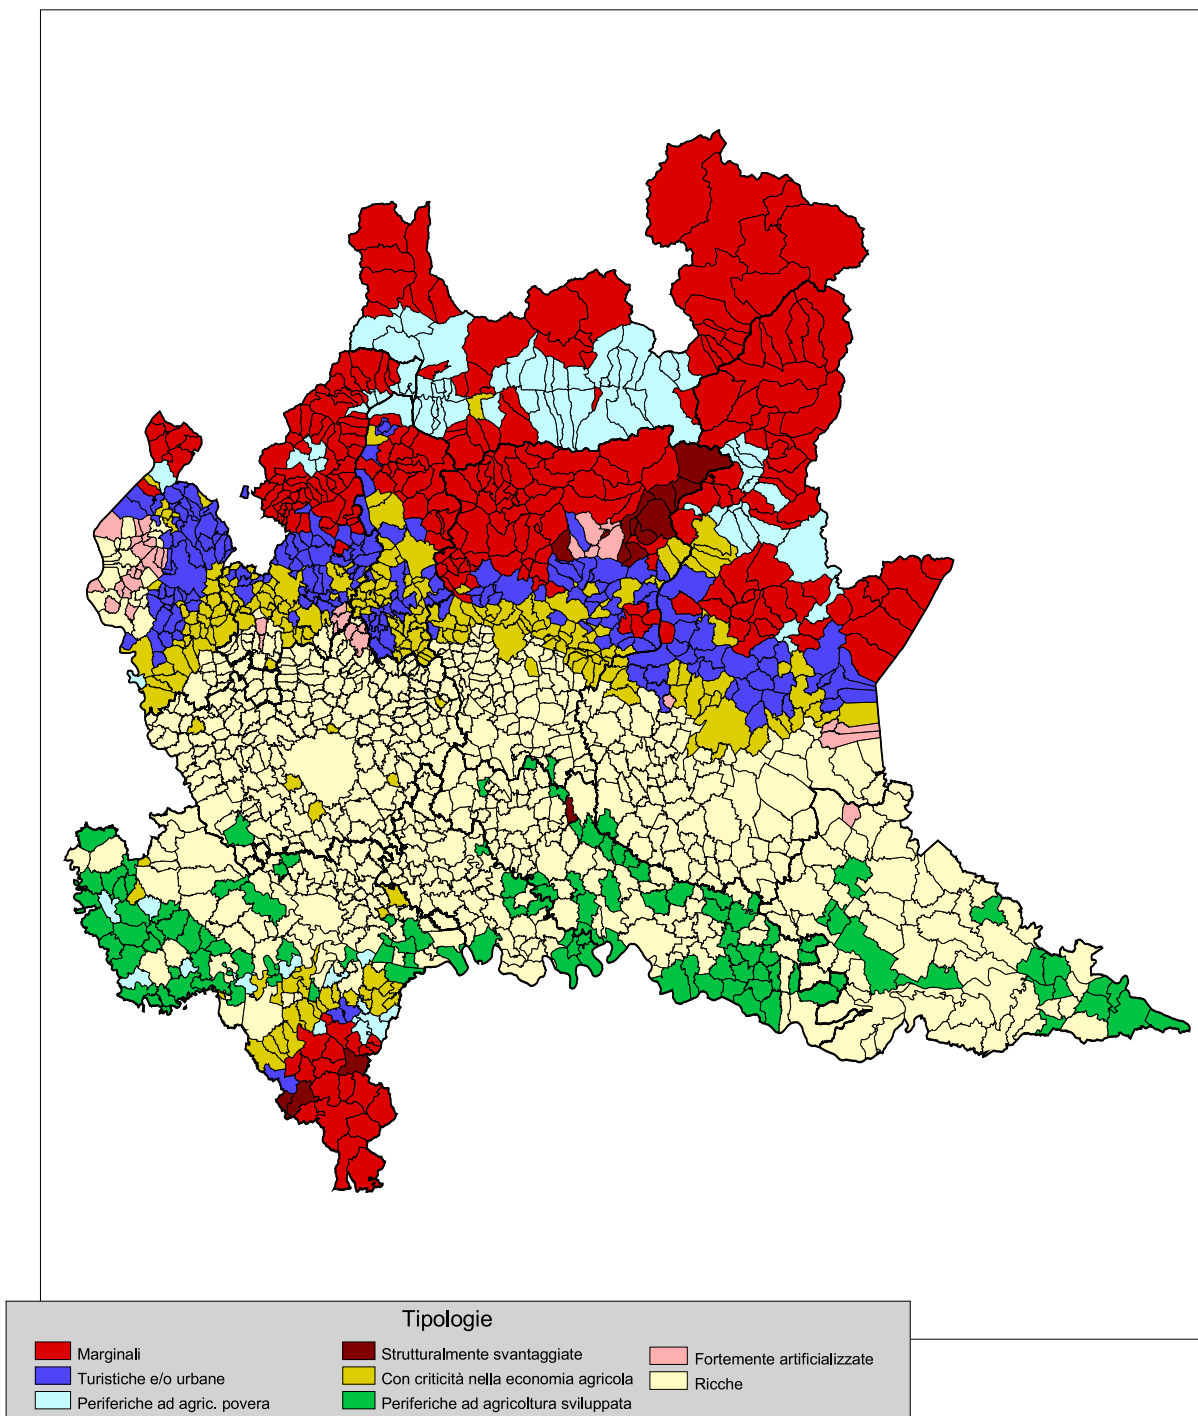 Tipologie
Marginali
Turistiche e/o urbane
Periferiche ad agric. povera
Strutturalmente svantaggiate
Con criticità nella economia agricola
Periferiche ad agricoltura sviluppata
Fortemente artificializzate
Ricche